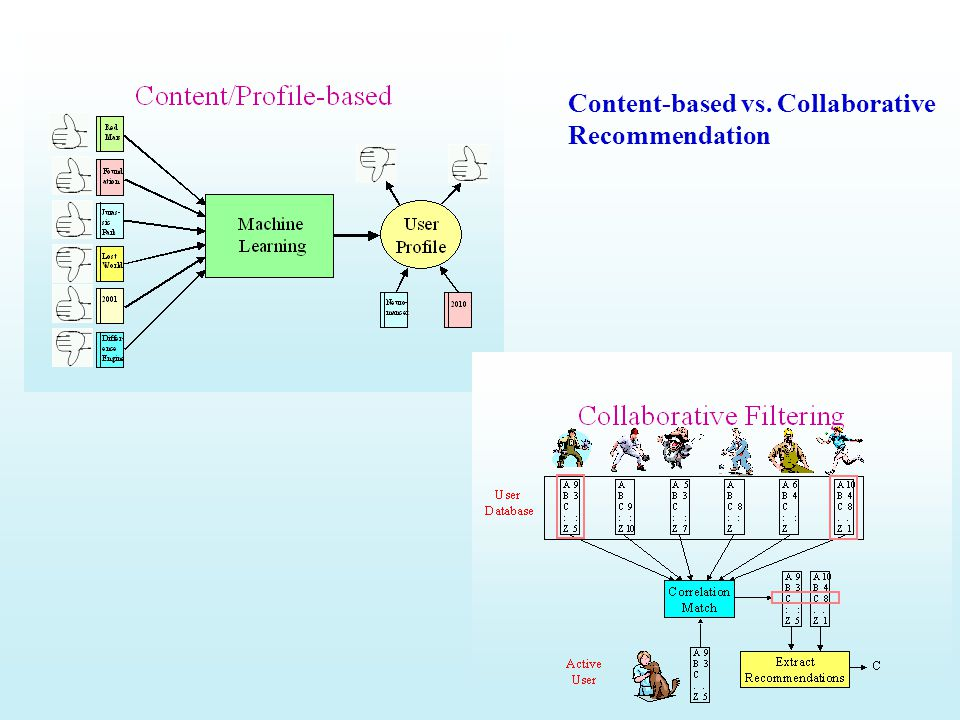 Content/Profile-based
Content-based vs. Collaborative
Recommendation
Red
Mars
Found
ation
Juras-
sic
Park
Lost
World
2001
Differ-
ence
Engine
Machine
Learning
User
Profile
Neuro-
mancer
2010
Collaborative Filtering
User
Database
A 9
B 3
C
: :
Z 5
A
B
C 9
: :
Z 10
A 5
B 3
C
: :
Z 7
A
B
C 8
: :
Z
A 6
B 4
C
: :
Z
A 10
B 4
C 8
. .
Z 1
Correlation
Match
A 9
B 3
C
: :
Z 5
A 10
B 4
C 8
. .
Z 1
Active
User
A 9
B 3
C
. .
Z 5
Extract
Recommendations
C